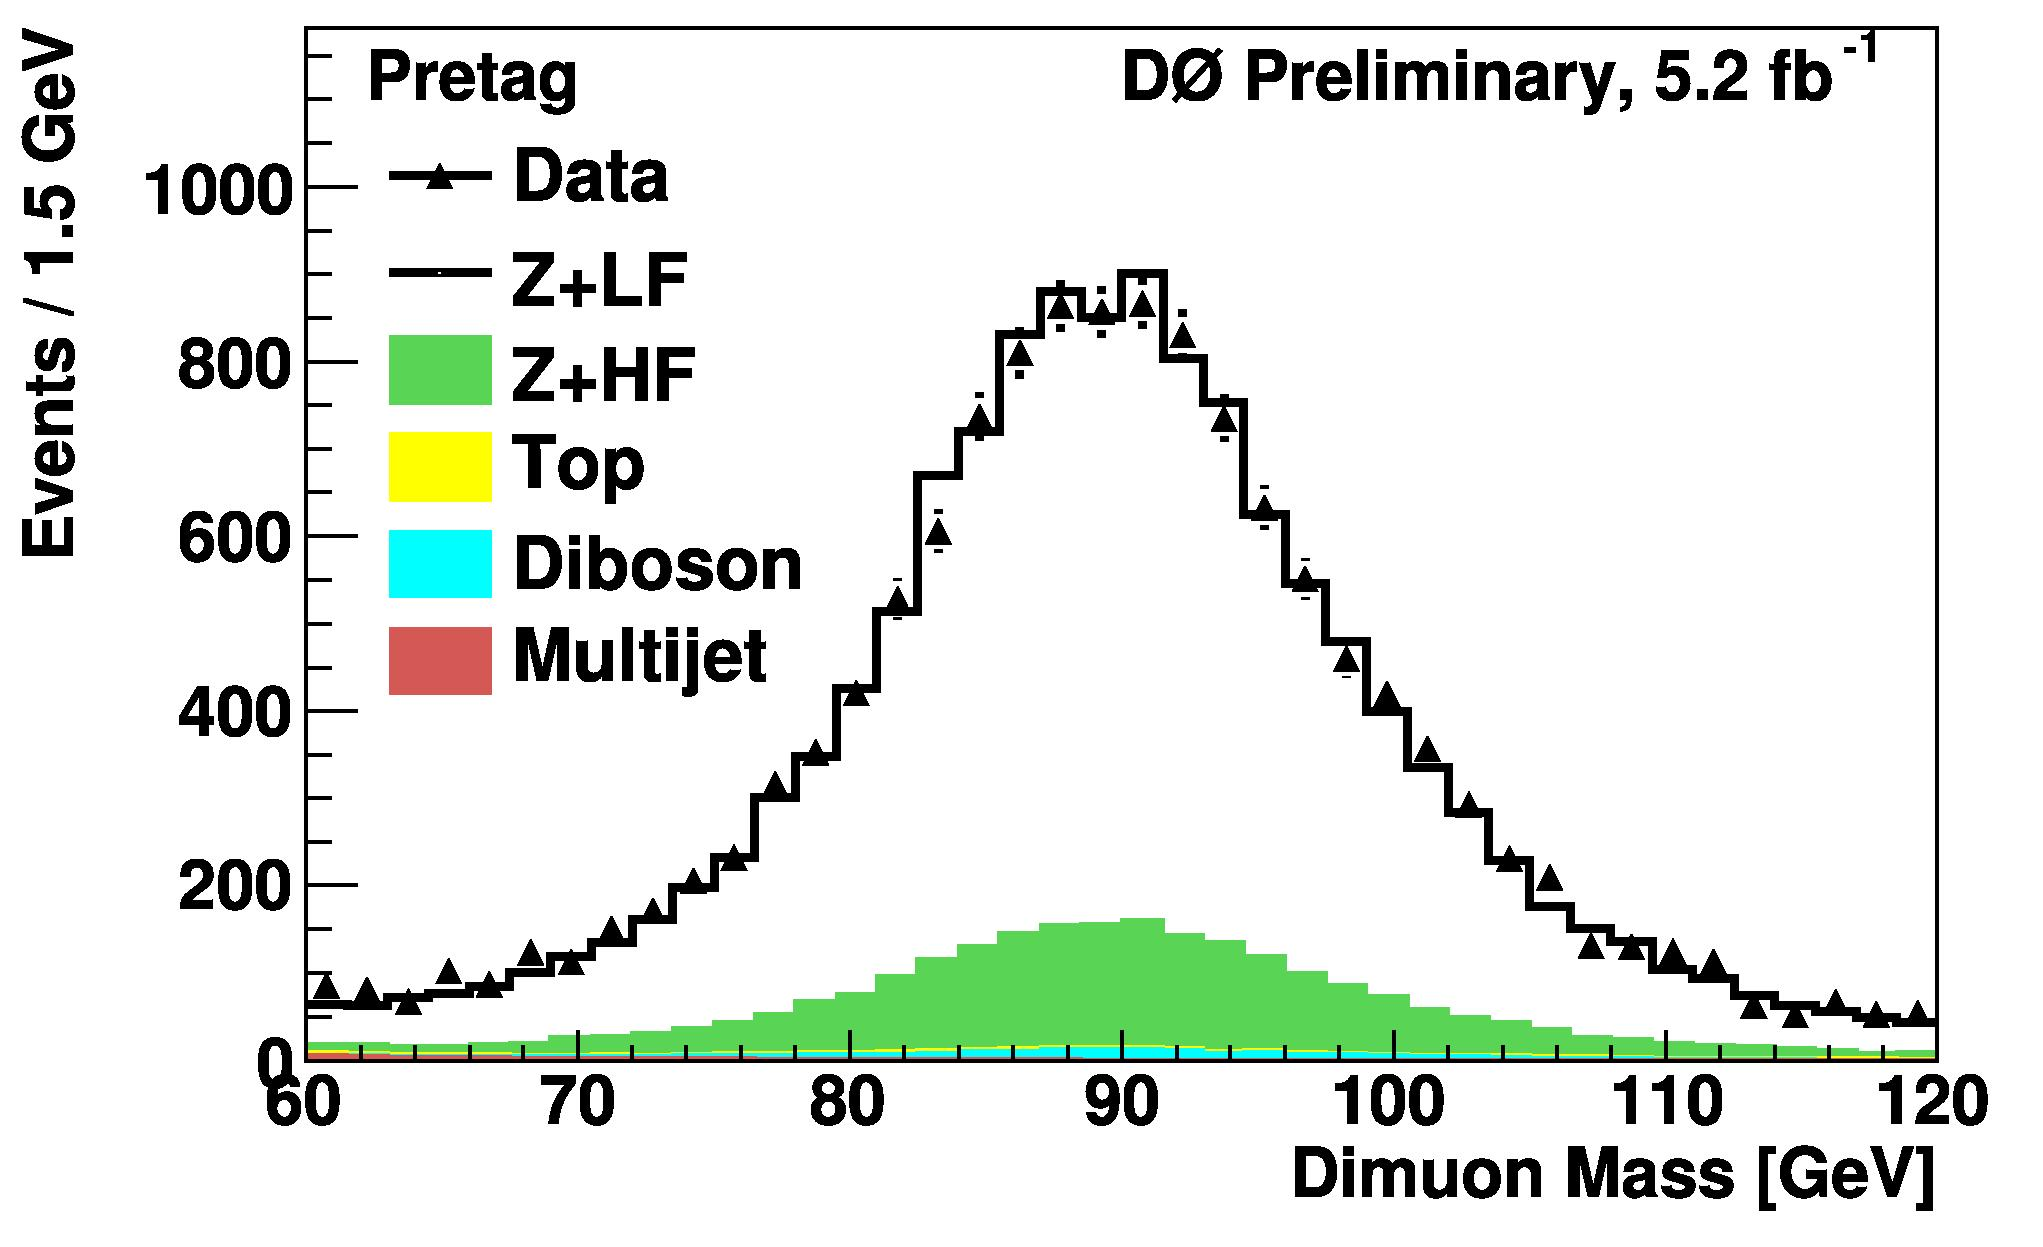 Pretag
DØ Preliminary, 5.2 fb-1
Data
Z+LF
Z+HF
Top
Diboson
Multijet
Events / 1.5 GeV
1000
800
600
400
200
0
60 70 80 90 100 110 120
Dimuon Mass [GeV]